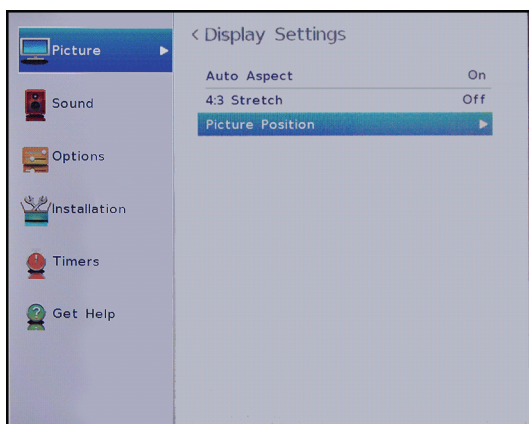 Picture
Sound
Options
Installation
Timers
Get Help
< Display Settings
Auto Aspect On
4:3 Stretch Off
Picture Position